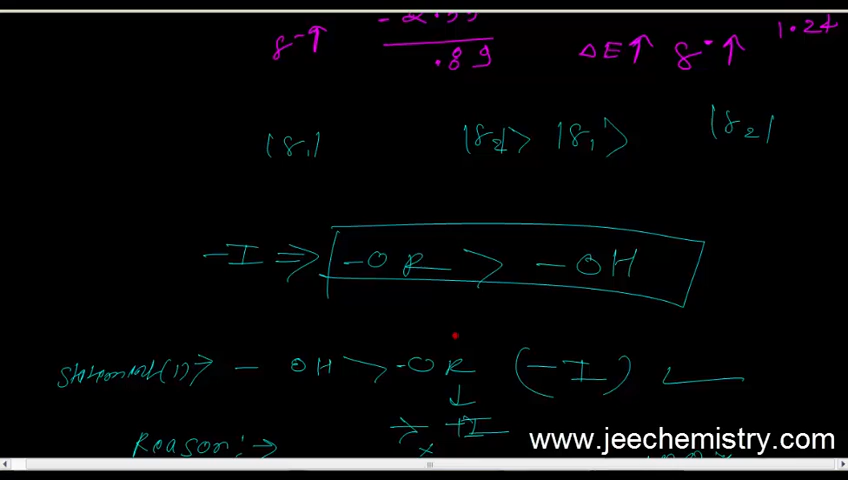 δ⁻↑ .89 ΔE↑ δ⁻↑ 1.24
|δ₁| |δ₂| > |δ₁| |δ₂|
-I ⇒ -OR > -OH
Statement(1)→ - OH > -OR (-I)
↓
+I
Reason:→
www.jeechemistry.com